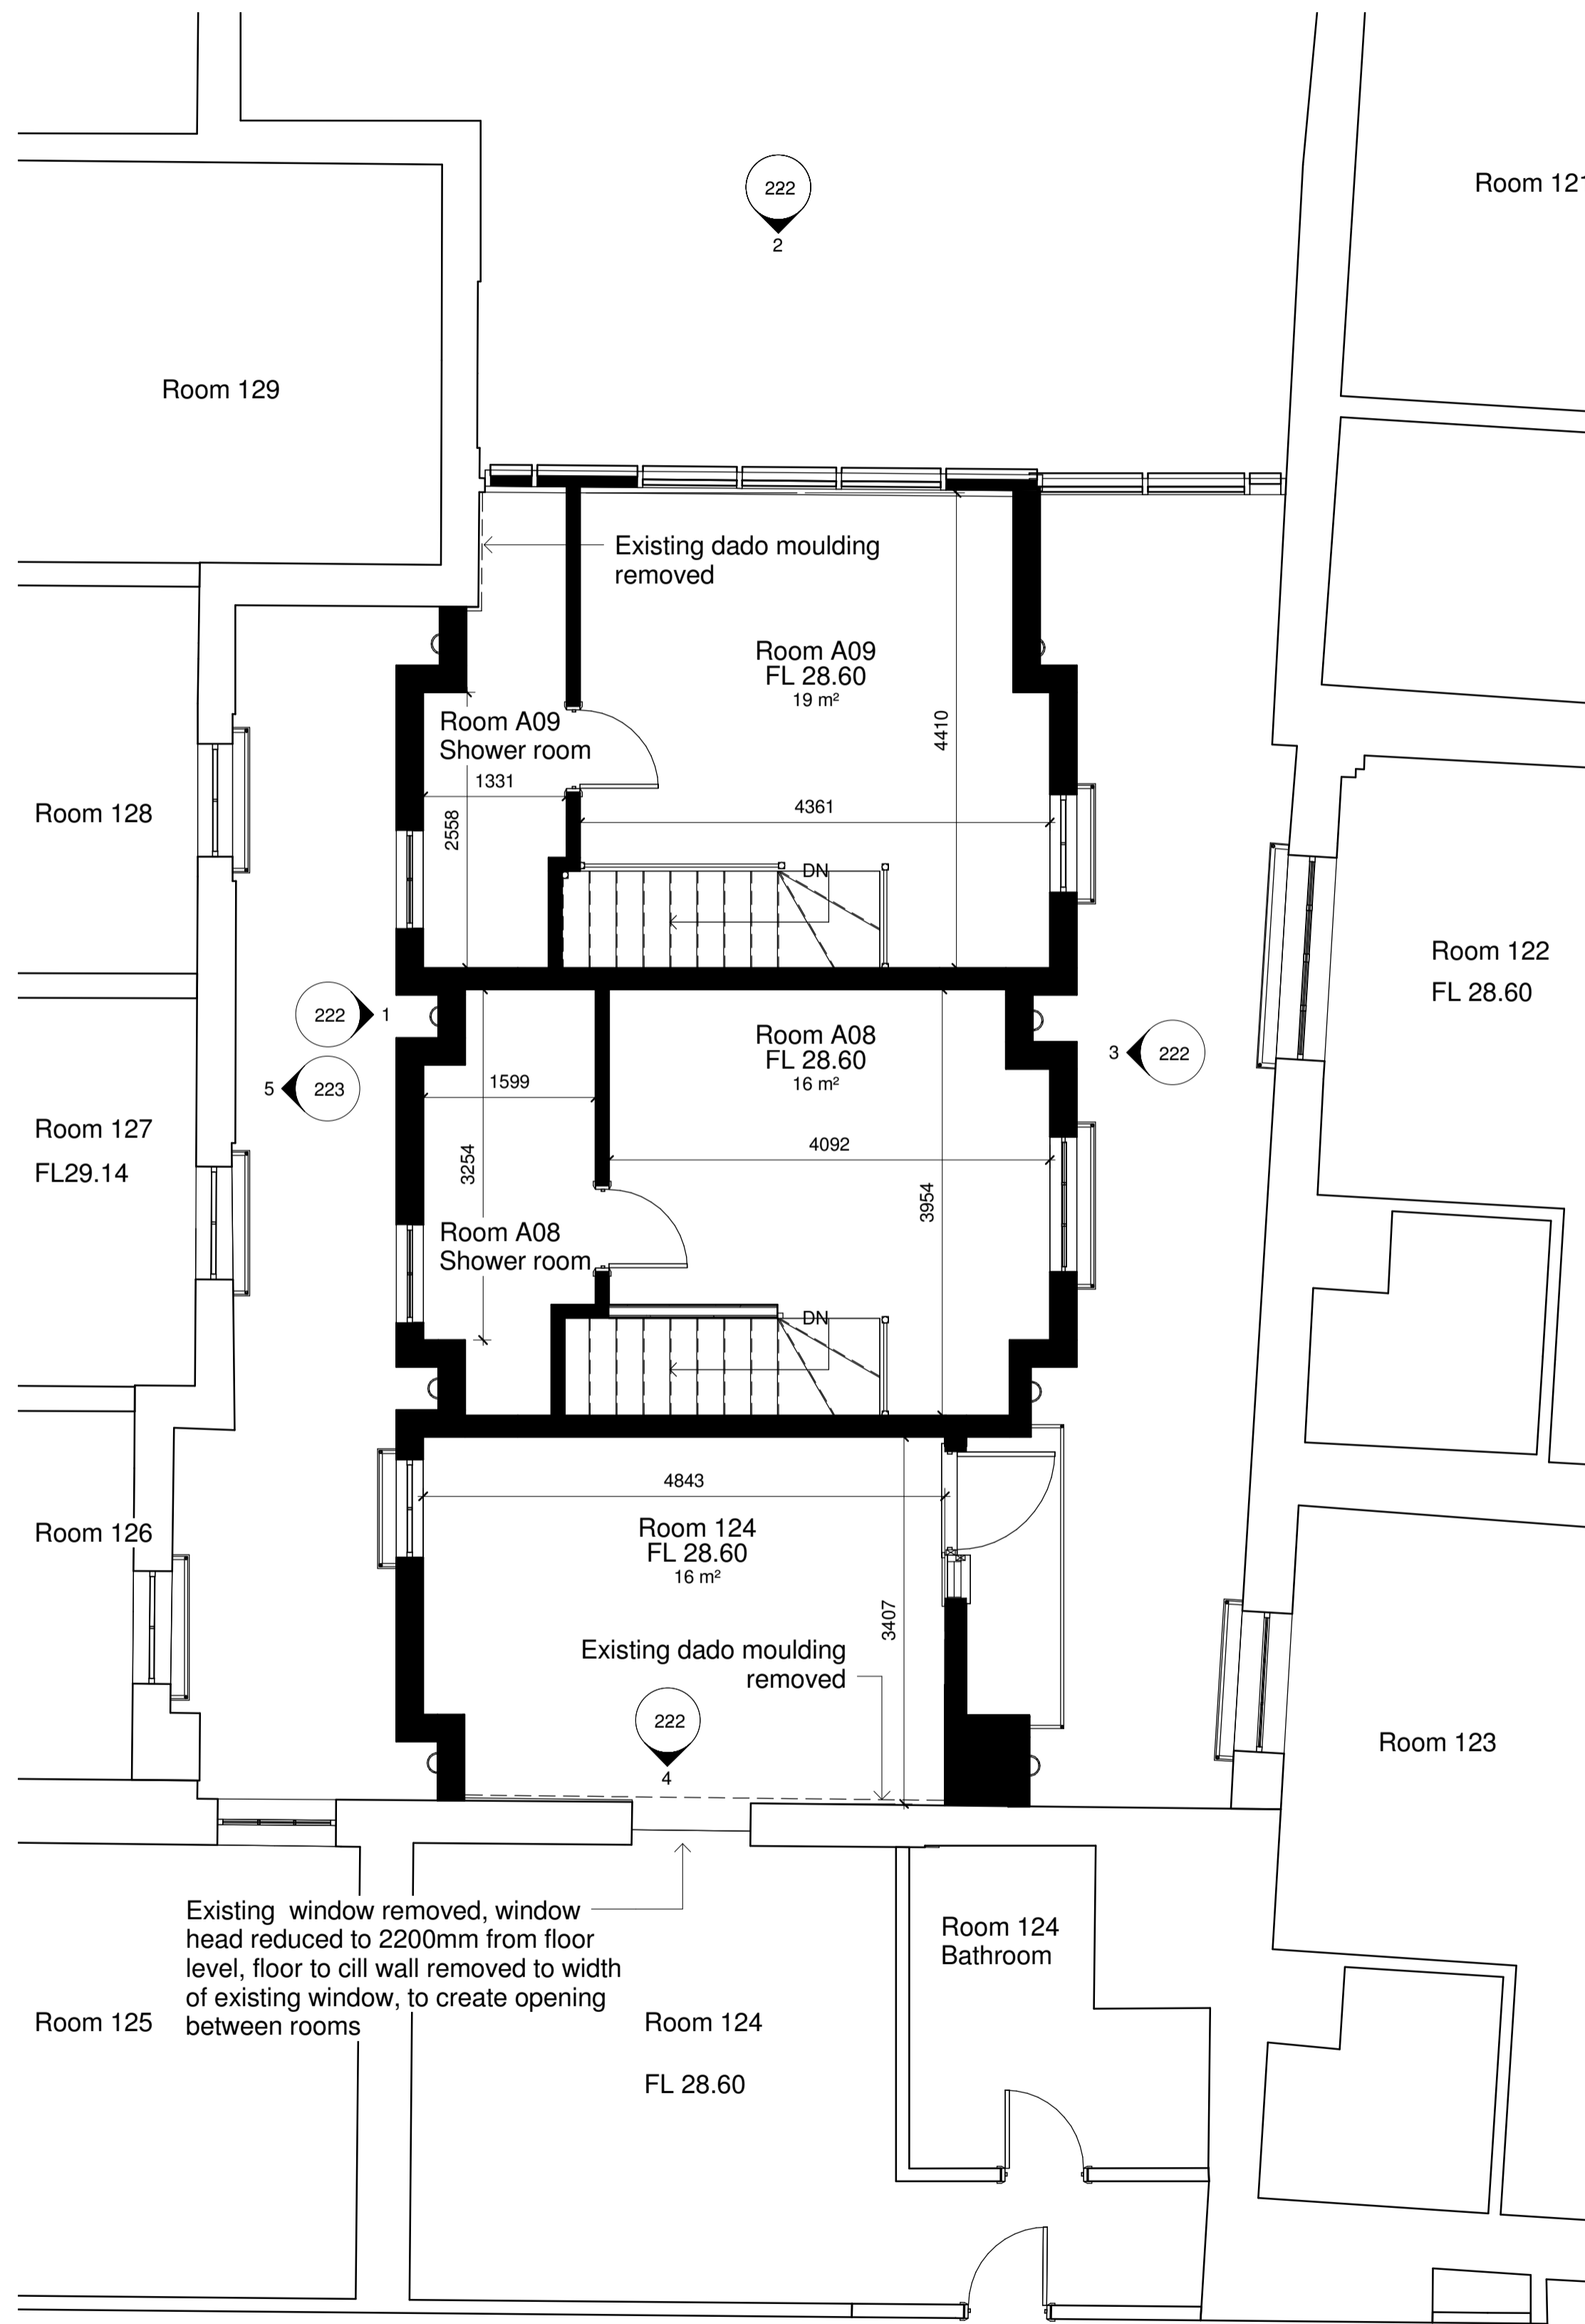 222
2
Room 121
Room 129
Existing dado moulding
removed
Room A09
FL 28.60
19 m²
Room A09
Shower room
1331
2558
4410
4361
DN
Room 128
Room 122
FL 28.60
222
1
5
223
3
222
Room A08
FL 28.60
16 m²
1599
4092
3254
3954
Room 127
FL29.14
Room A08
Shower room
DN
4843
Room 124
FL 28.60
16 m²
Room 126
3407
Existing dado moulding
removed
222
4
Room 123
Existing  window removed, window
head reduced to 2200mm from floor
level, floor to cill wall removed to width
of existing window, to create opening
between rooms
Room 124
Bathroom
Room 125
Room 124
FL 28.60